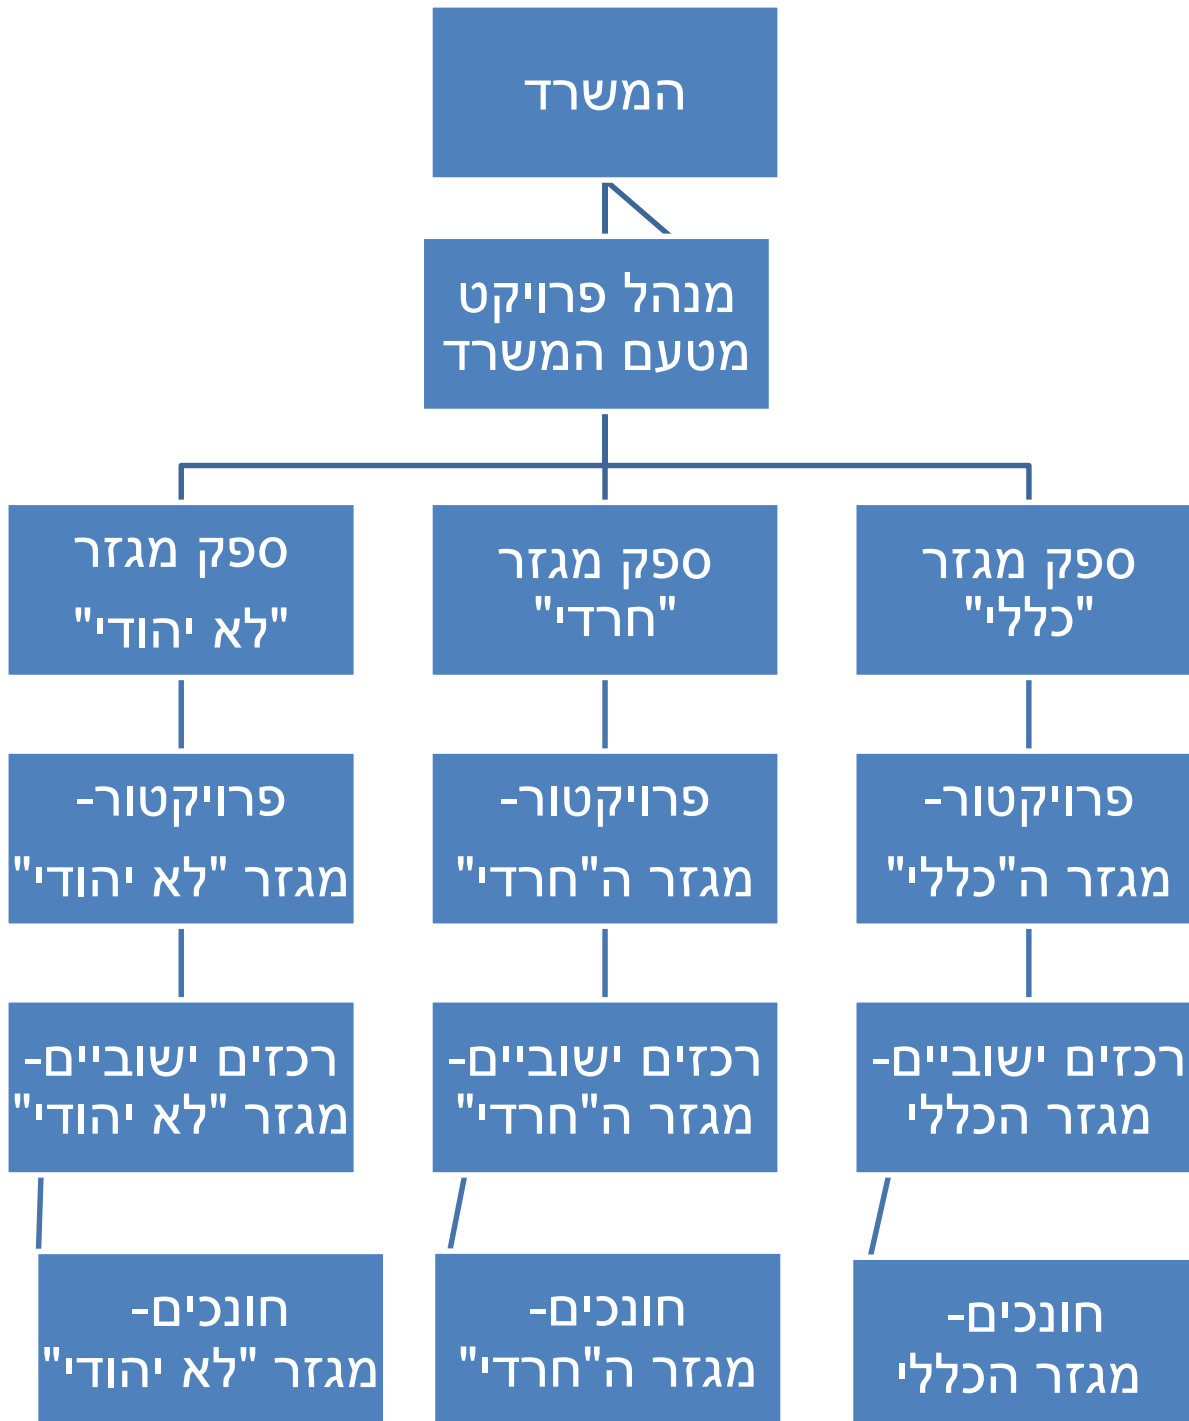 המשרד
מנהל פרויקט
מטעם המשרד
ספק מגזר
"כללי"
ספק מגזר
"חרדי"
ספק מגזר
"לא יהודי"
פרויקטור-
מגזר ה"כללי"
פרויקטור-
מגזר ה"חרדי"
פרויקטור-
מגזר "לא יהודי"
רכזים ישוביים-
מגזר הכללי
רכזים ישוביים-
מגזר ה"חרדי"
רכזים ישוביים-
מגזר "לא יהודי"
חונכים-
מגזר הכללי
חונכים-
מגזר ה"חרדי"
חונכים-
מגזר "לא יהודי"